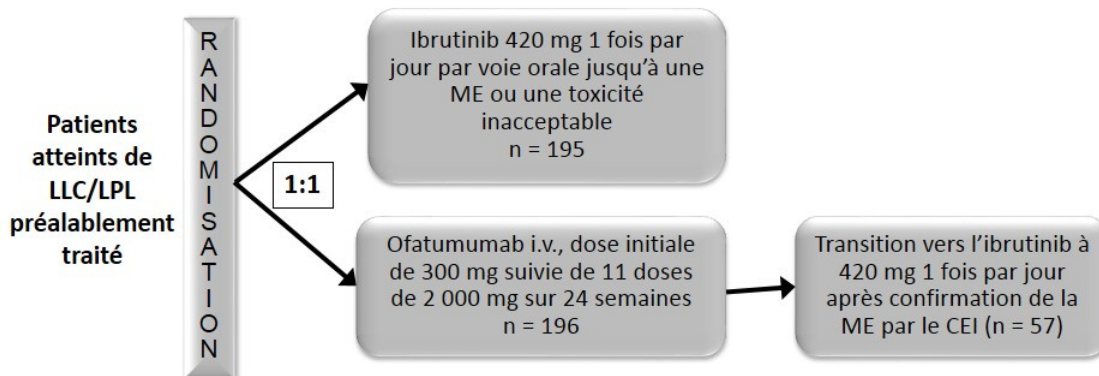 Patients
atteints de
LLC/LPL
préalablement
traité
RANDOMISATION
1:1
Ibrutinib 420 mg 1 fois par
jour par voie orale jusqu'à une
ME ou une toxicité
inacceptable
n = 195
Ofatumumab i.v., dose initiale
de 300 mg suivie de 11 doses
de 2 000 mg sur 24 semaines
n = 196
Transition vers l'ibrutinib à
420 mg 1 fois par jour
après confirmation de la
ME par le CEI (n = 57)